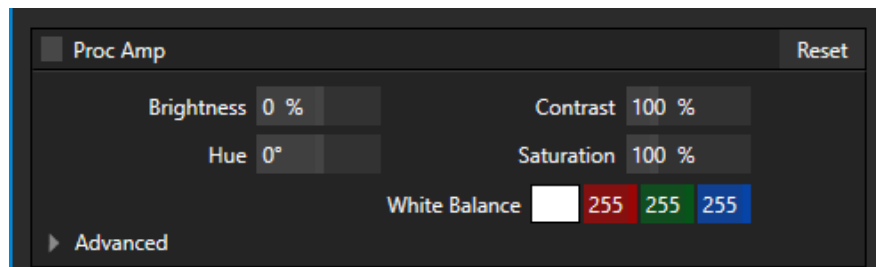 Proc Amp Reset
Brightness 0 % Contrast 100 %
Hue 0° Saturation 100 %
White Balance 255 255 255
Advanced